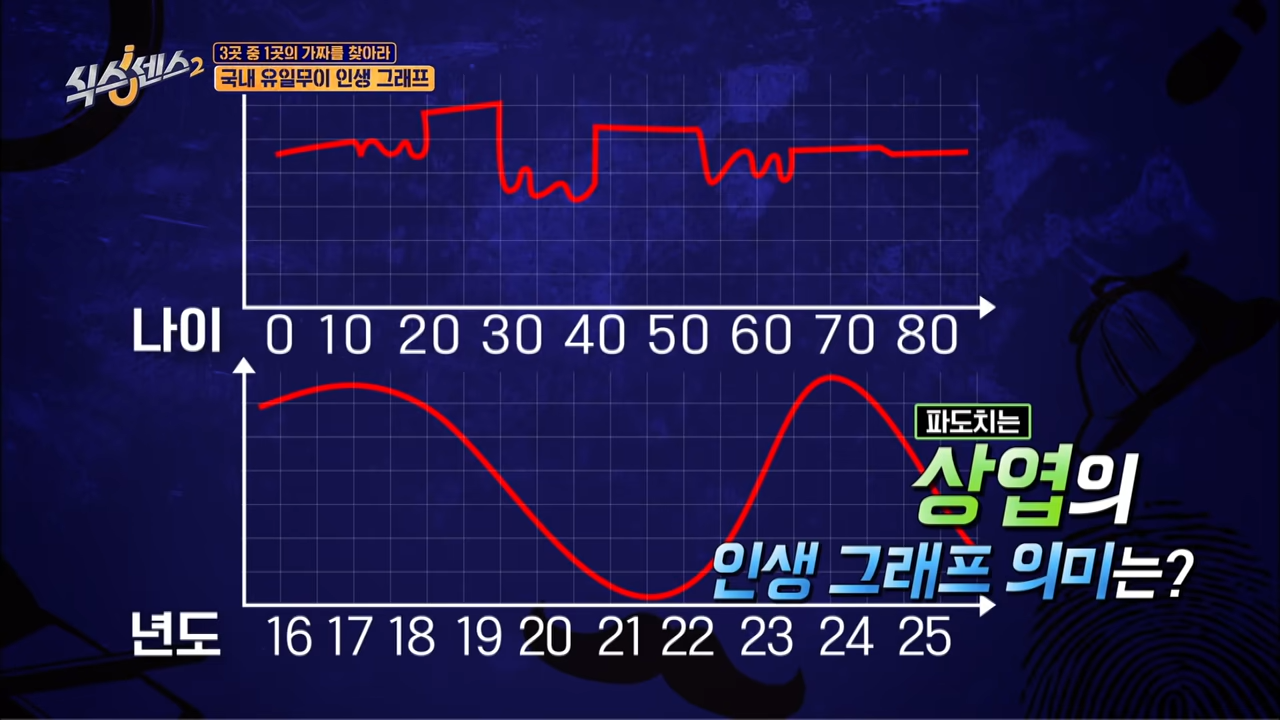 식스센스2
3곳 중 1곳의 가짜를 찾아라
국내 유일무이 인생 그래프
나이 0 10 20 30 40 50 60 70 80
파도치는
상엽의
인생 그래프 의미는?
년도 16 17 18 19 20 21 22 23 24 25